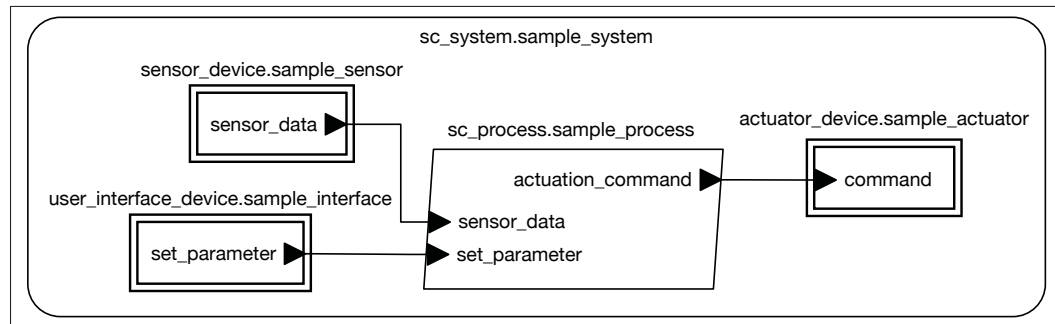 sc_system.sample_system
sensor_device.sample_sensor
sensor_data
user_interface_device.sample_interface
set_parameter
sc_process.sample_process
actuation_command
sensor_data
set_parameter
actuator_device.sample_actuator
command